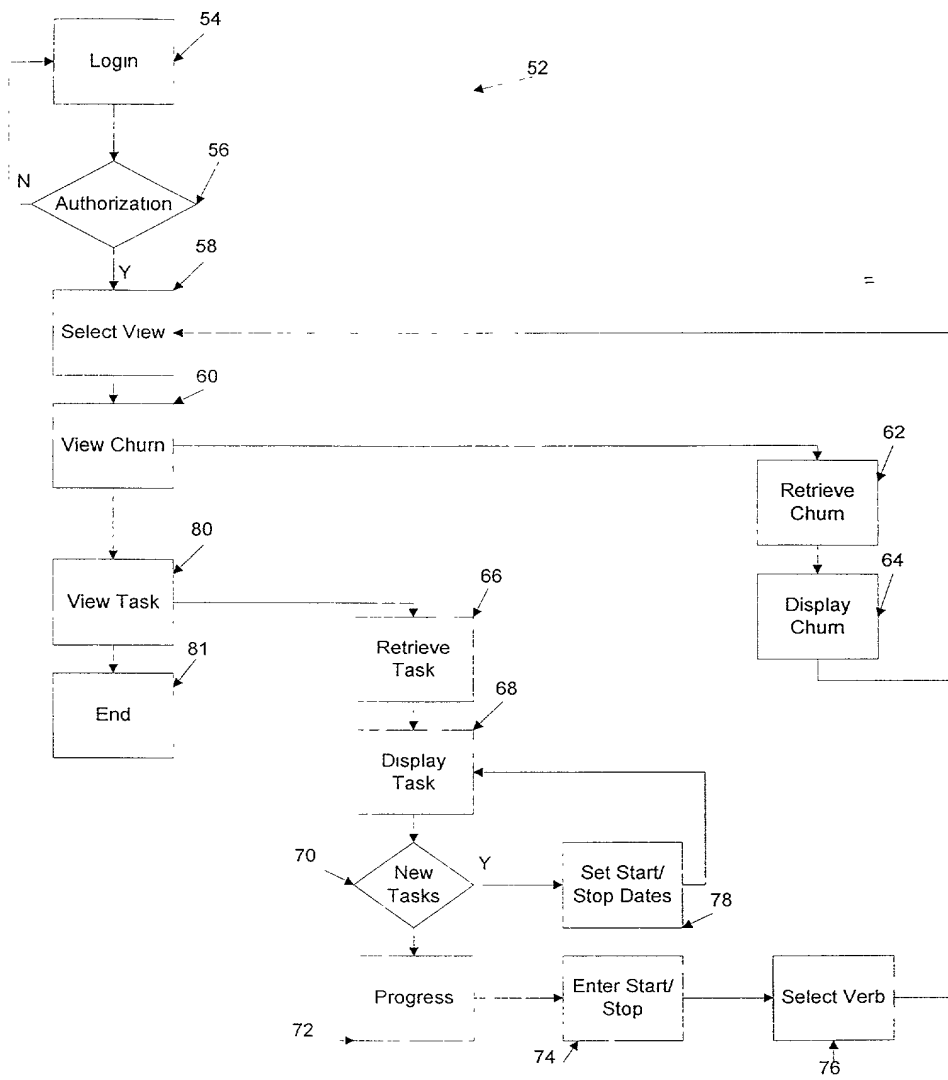 54
Login
52
56
N
Authorization
58
Y
=
Select View
60
View Churn
62
Retrieve
Churn
80
64
View Task
66
Display
Churn
Retrieve
Task
81
68
End
Display
Task
70
Y
New
Tasks
Set Start/
Stop Dates
78
Progress
Enter Start/
Stop
Select Verb
72
74
76